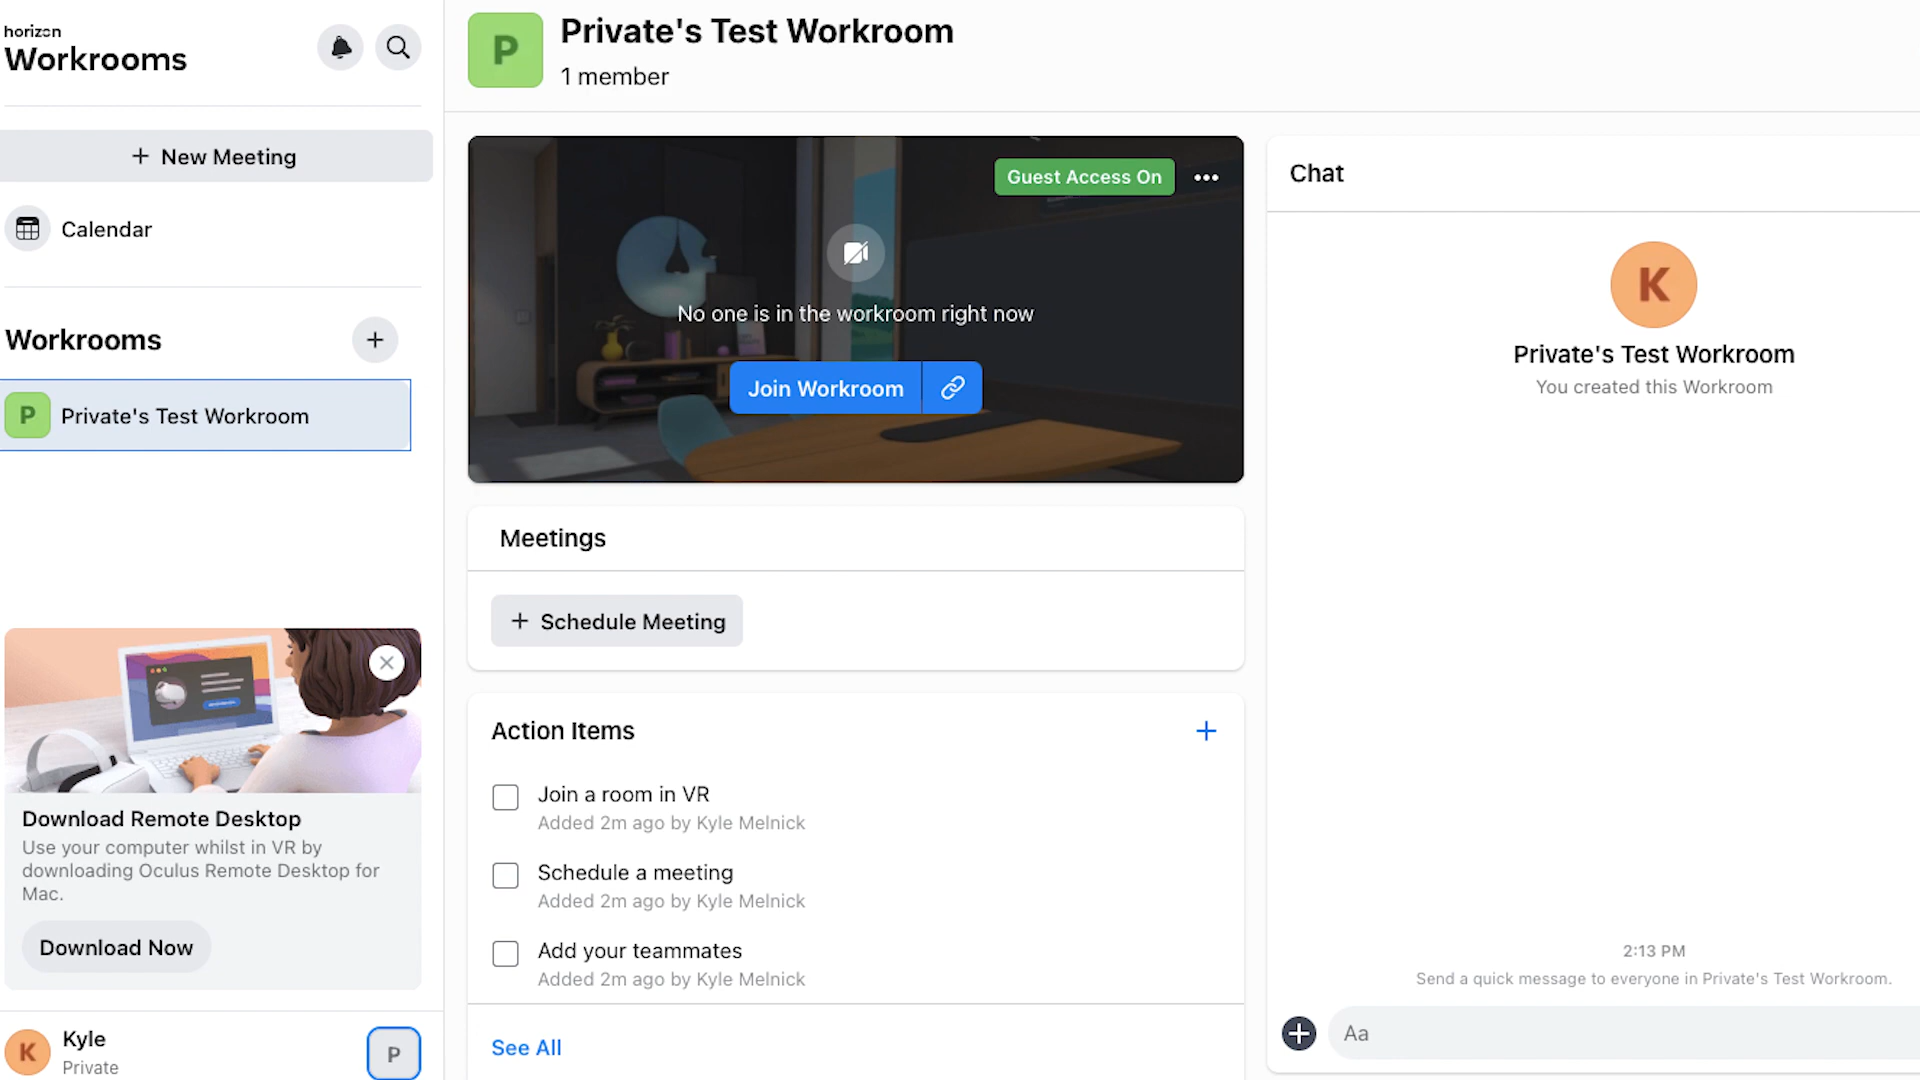 horizon
Workrooms
+ New Meeting
Calendar
Workrooms
P Private's Test Workroom
Download Remote Desktop
Use your computer whilst in VR by
downloading Oculus Remote Desktop for
Mac.
Download Now
K Kyle
Private
P
P Private's Test Workroom
1 member
Guest Access On
No one is in the workroom right now
Join Workroom
Meetings
+ Schedule Meeting
Action Items
Join a room in VR
Added 2m ago by Kyle Melnick
Schedule a meeting
Added 2m ago by Kyle Melnick
Add your teammates
Added 2m ago by Kyle Melnick
See All
Chat
K
Private's Test Workroom
You created this Workroom
2:13 PM
Send a quick message to everyone in Private's Test Workroom.
Aa